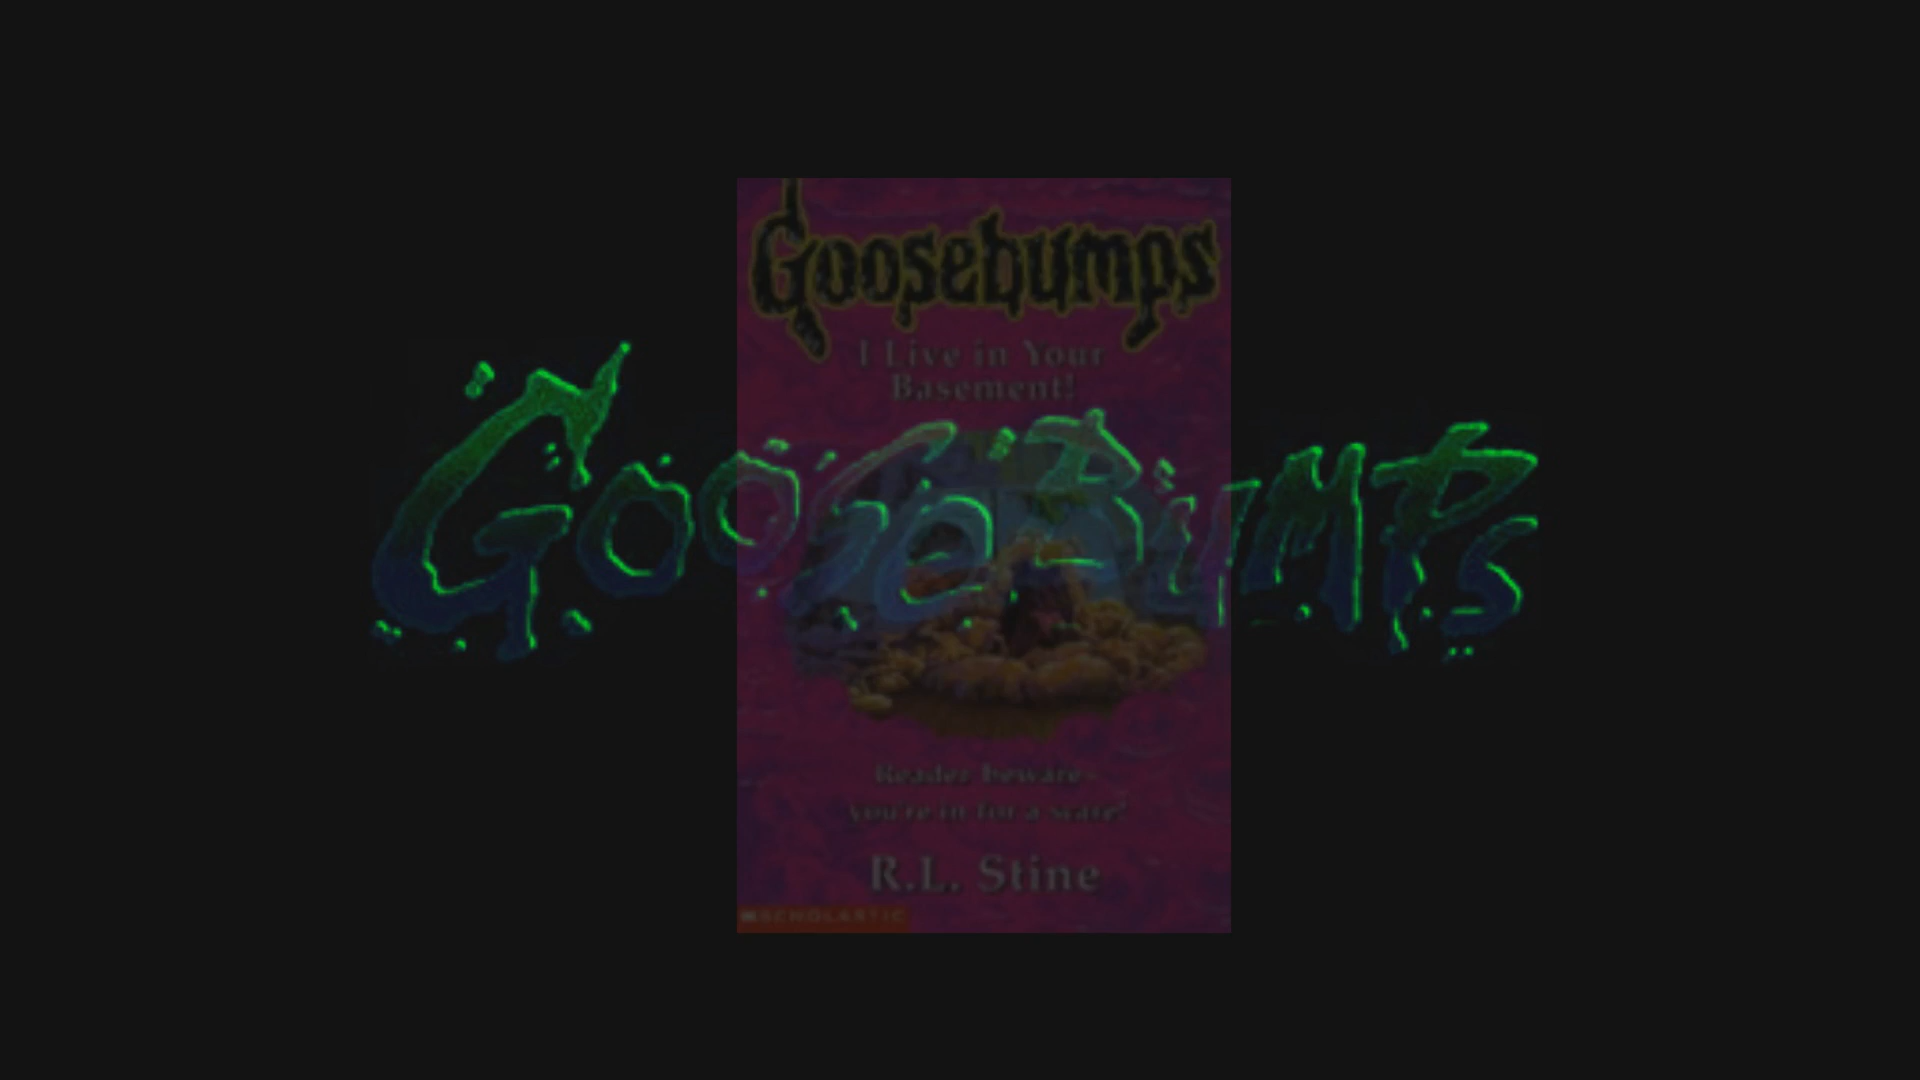 Goosebumps
I Live in Your
Basement!
GOOSEBUMPS
Reader beware-
you're in for a scare!
R.L. Stine
SCHOLASTIC